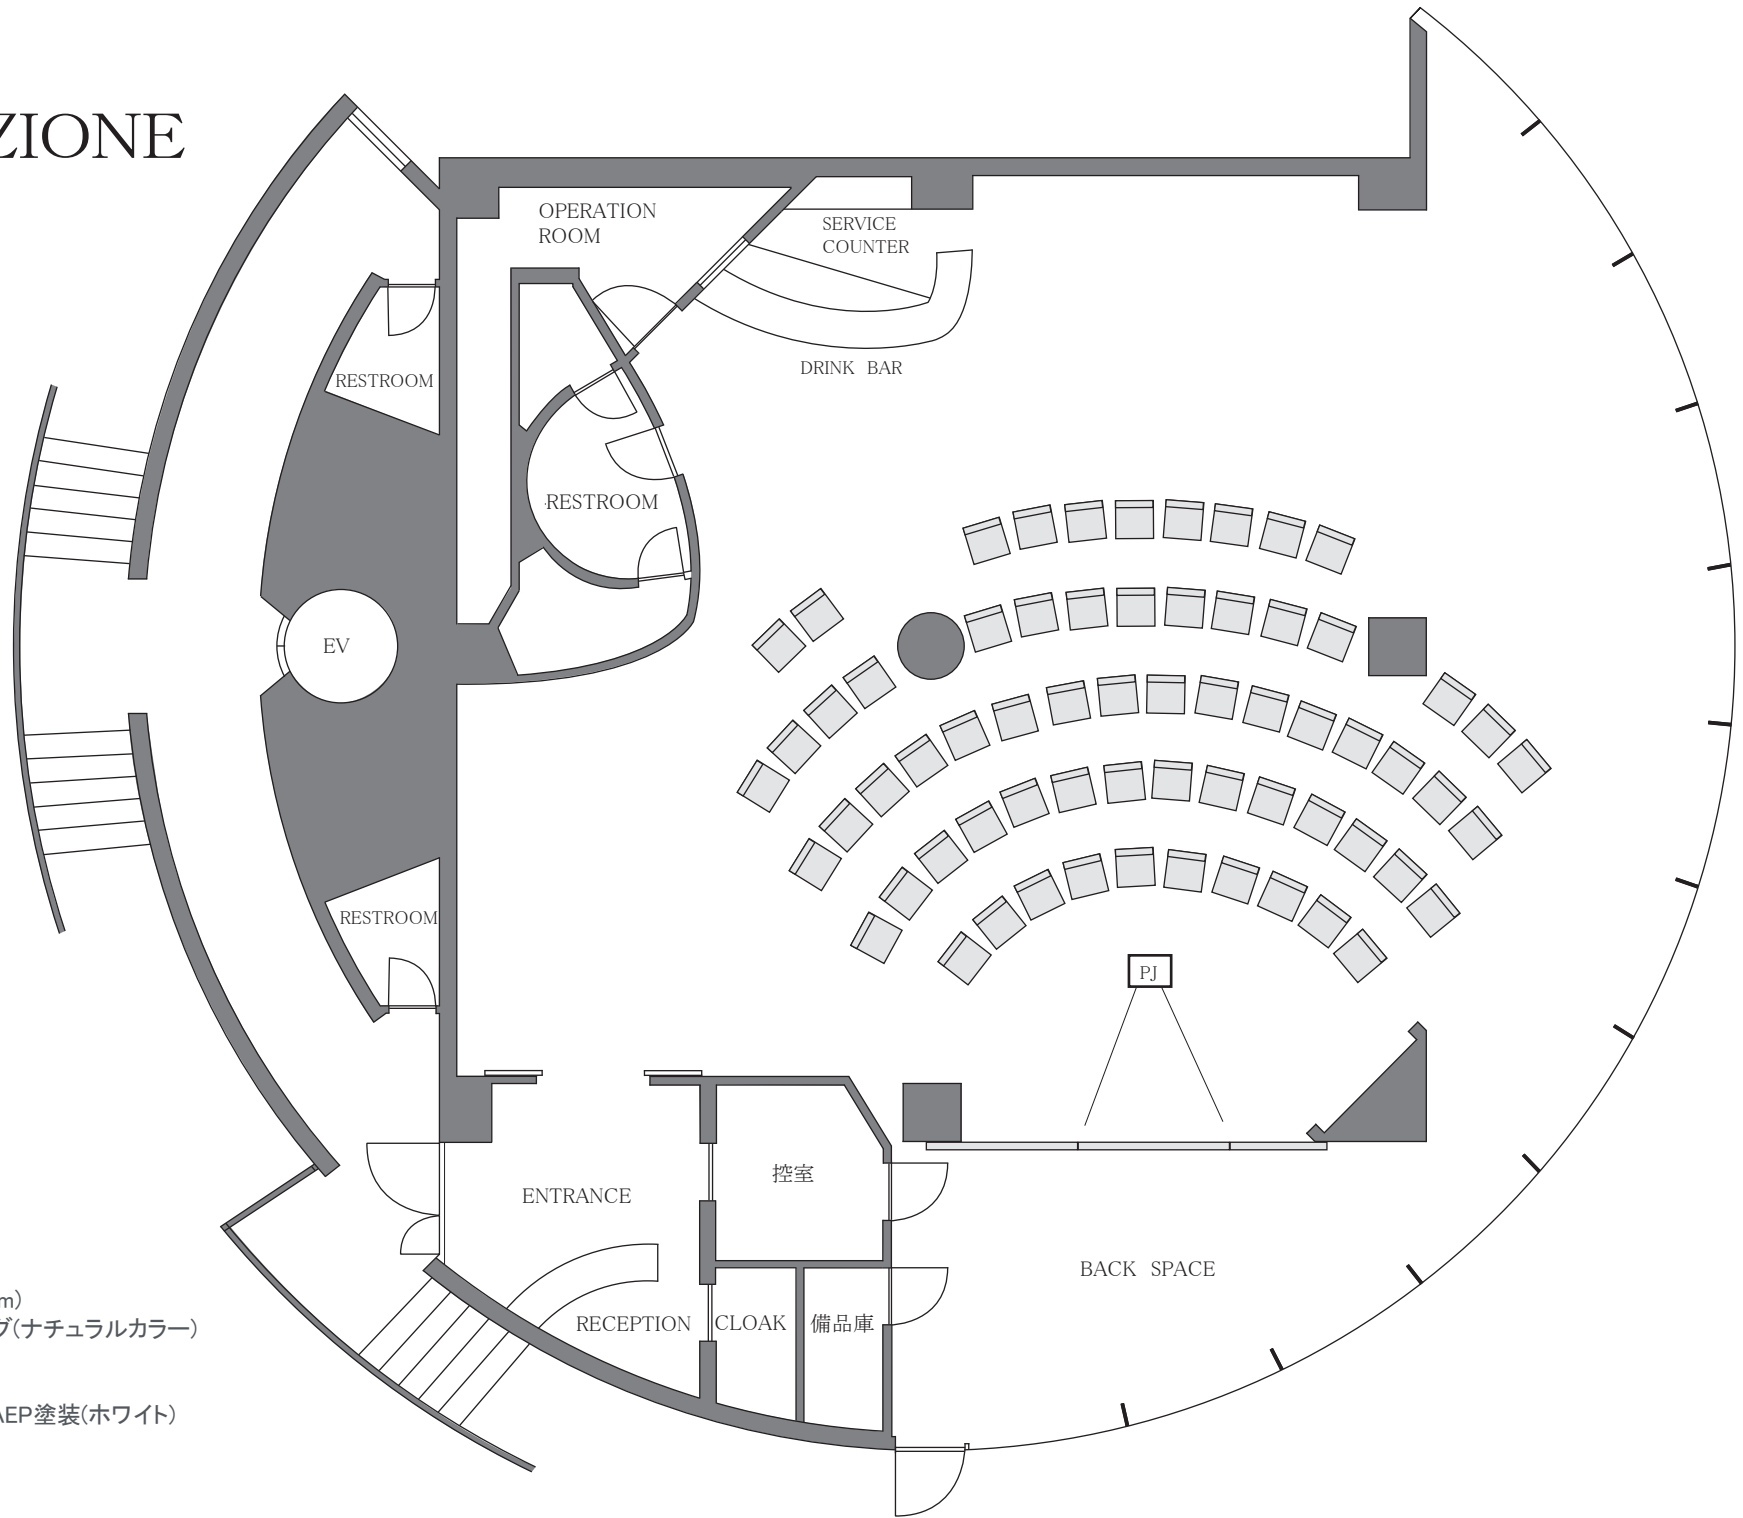 ZIONE
OPERATION
ROOM
SERVICE
COUNTER
DRINK BAR
RESTROOM
RESTROOM
EV
RESTROOM
PJ
控室
ENTRANCE
BACK SPACE
RECEPTION
CLOAK
備品庫
m)
グ(ナチュラルカラー)
AEP塗装(ホワイト)